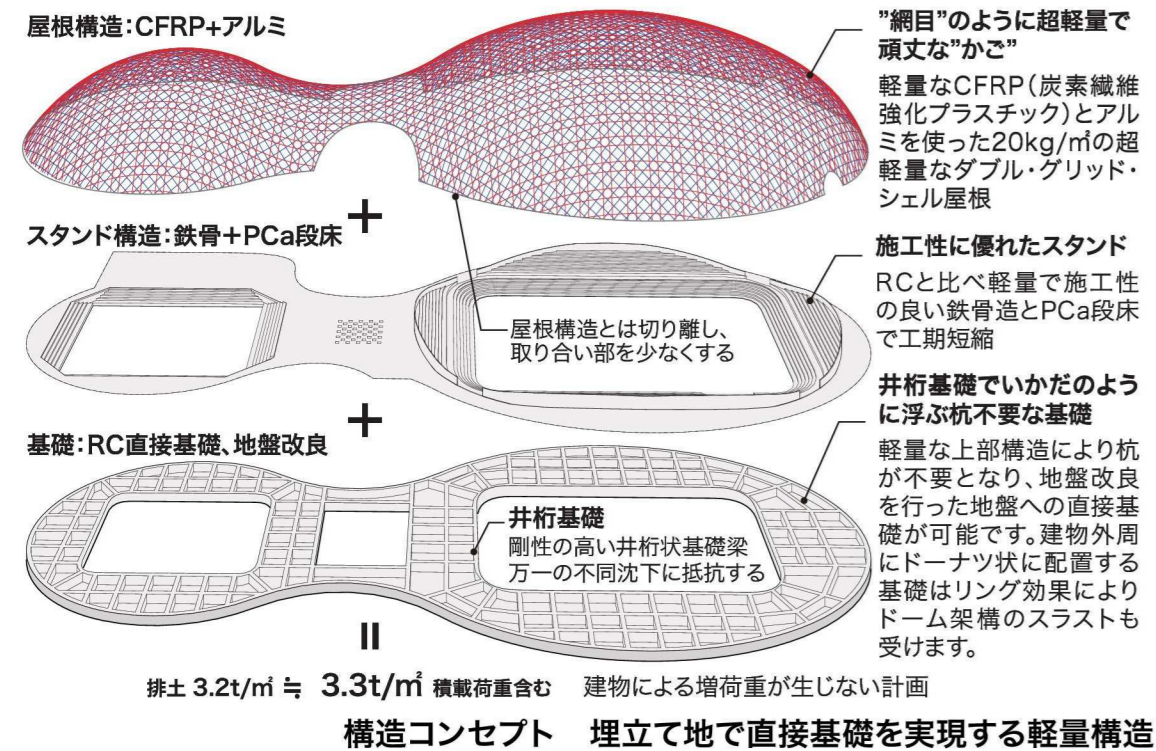 屋根構造:CFRP+アルミ
”網目”のように超軽量で
頑丈な”かご”
軽量なCFRP(炭素繊維
強化プラスチック)とアル
ミを使った20kg/㎡の超
軽量なダブル・グリッド・
シェル屋根
+
スタンド構造:鉄骨+PCa段床
施工性に優れたスタンド
RCと比べ軽量で施工性
の良い鉄骨造とPCa段床
で工期短縮
屋根構造とは切り離し、
取り合い部を少なくする
+
基礎:RC直接基礎、地盤改良
井桁基礎でいかだのよう
に浮ぶ杭不要な基礎
軽量な上部構造により杭
が不要となり、地盤改良
を行った地盤への直接基
礎が可能です。建物外周
にドーナツ状に配置する
基礎はリング効果により
ドーム架構のスラストも
受けます。
井桁基礎
剛性の高い井桁状基礎梁
万一の不同沈下に抵抗する
=
排土 3.2t/㎡ ≒ 3.3t/㎡ 積載荷重含む 建物による増荷重が生じない計画
構造コンセプト 埋立て地で直接基礎を実現する軽量構造